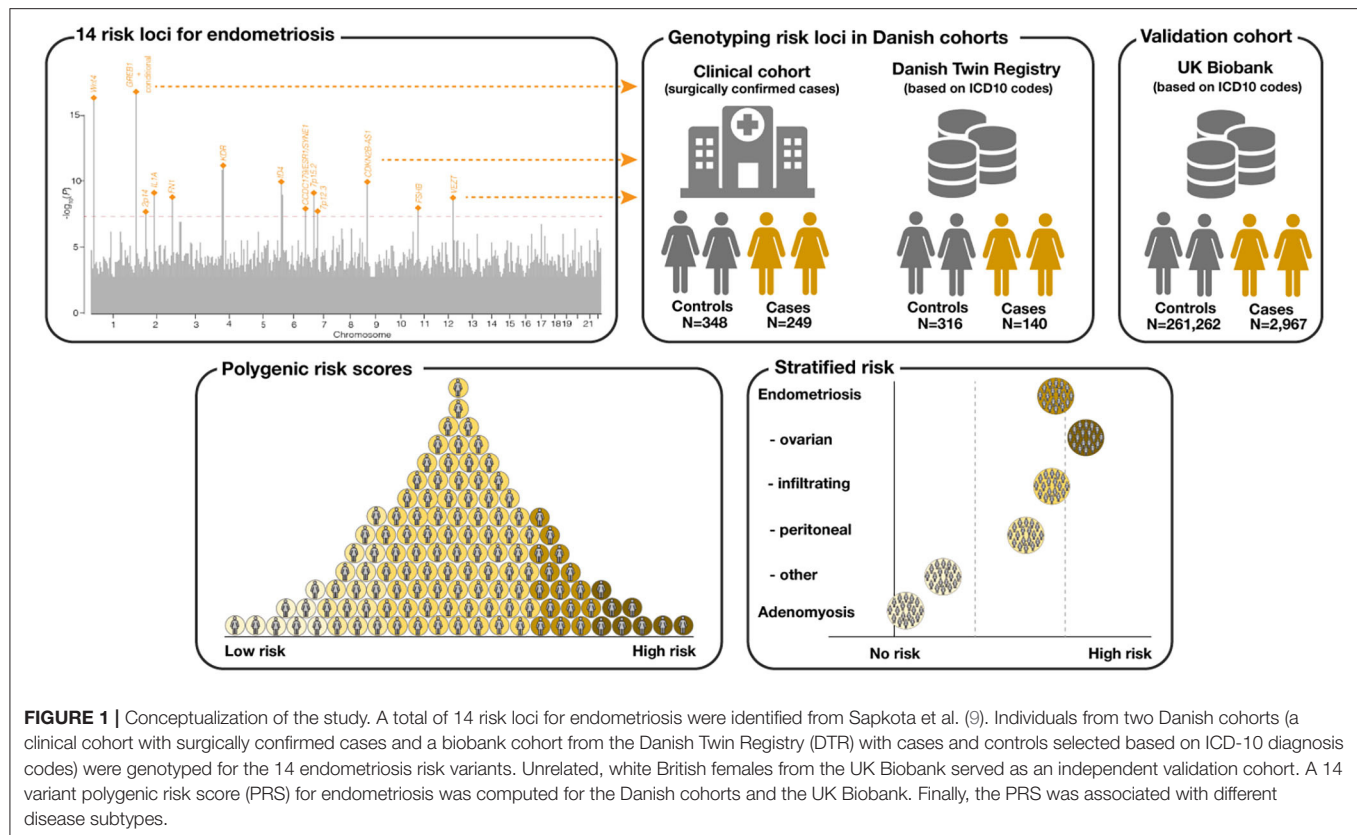 14 risk loci for endometriosis
Wnt4
GREB1
+
conditional
2p14
IL1A
FN1
KDR
ID4
CCDC170/ESR1/SYNE1
7p15.2
7p12.3
CDKN2B-AS1
FSHB
VEZT
-log10(P)
15
10
5
0
1 2 3 4 5 6 7 8 9 10 11 12 13 14 15 16 17 18 19 21
Chromosome
Genotyping risk loci in Danish cohorts
Clinical cohort
(surgically confirmed cases)
Controls
N=348
Cases
N=249
Danish Twin Registry
(based on ICD10 codes)
Controls
N=316
Cases
N=140
Validation cohort
UK Biobank
(based on ICD10 codes)
Controls
N=261,262
Cases
N=2,967
Polygenic risk scores
Low risk
High risk
Stratified risk
Endometriosis
- ovarian
- infiltrating
- peritoneal
- other
Adenomyosis
No risk
High risk
FIGURE 1 | Conceptualization of the study. A total of 14 risk loci for endometriosis were identified from Sapkota et al. (9). Individuals from two Danish cohorts (a
clinical cohort with surgically confirmed cases and a biobank cohort from the Danish Twin Registry (DTR) with cases and controls selected based on ICD-10 diagnosis
codes) were genotyped for the 14 endometriosis risk variants. Unrelated, white British females from the UK Biobank served as an independent validation cohort. A 14
variant polygenic risk score (PRS) for endometriosis was computed for the Danish cohorts and the UK Biobank. Finally, the PRS was associated with different
disease subtypes.